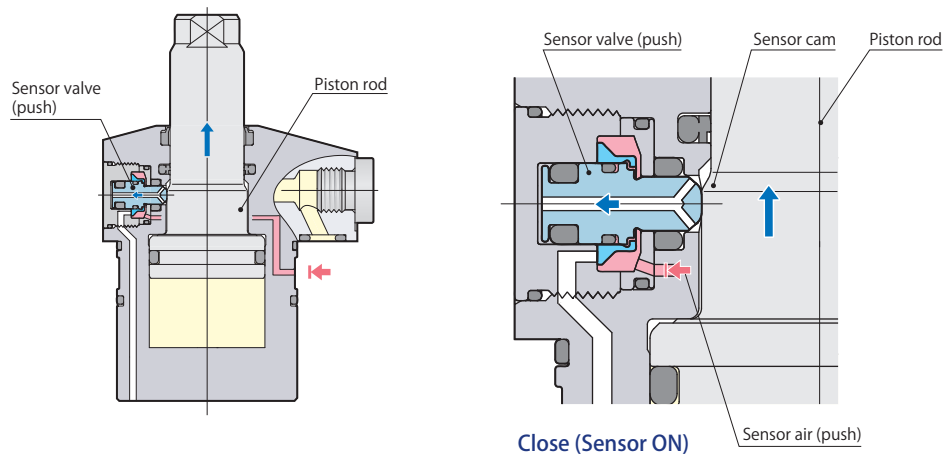 Sensor valve
(push)
Piston rod
Sensor valve (push)
Sensor cam
Piston rod
Sensor air (push)
Close (Sensor ON)